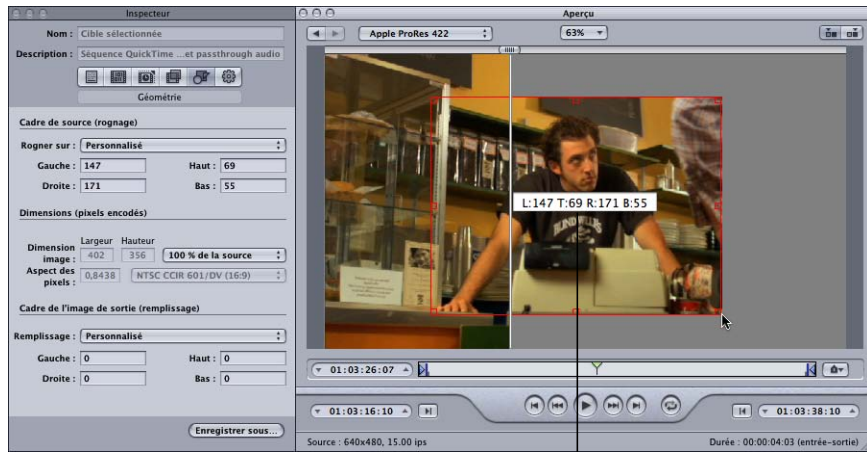 Inspecteur
Nom : Cible sélectionnée
Description : Séquence QuickTime ...et passthrough audio
Géométrie
Cadre de source (rognage)
Rogner sur : Personnalisé
Gauche : 147 Haut : 69
Droite : 171 Bas : 55
Dimensions (pixels encodés)
Largeur Hauteur
Dimension image : 402 356 100 % de la source
Aspect des pixels : 0,8438 NTSC CCIR 601/DV (16:9)
Cadre de l'image de sortie (remplissage)
Remplissage : Personnalisé
Gauche : 0 Haut : 0
Droite : 0 Bas : 0
Enregistrer sous...
Aperçu
Apple ProRes 422 63%
L:147 T:69 R:171 B:55
01:03:26:07
01:03:16:10 01:03:38:10
Source : 640x480, 15.00 ips Durée : 00:00:04:03 (entrée-sortie)